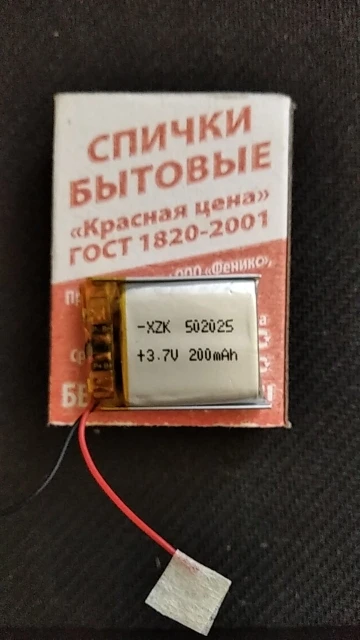 СПИЧКИ
БЫТОВЫЕ
«Красная цена»
ГОСТ 1820-2001
ООО «Феникс»,
-XZK 502025
+3.7V 200mAh